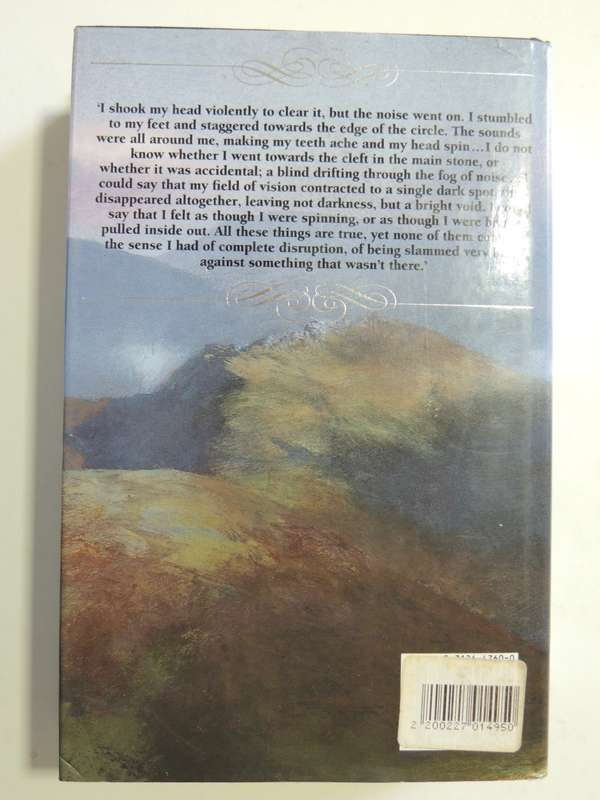 'I shook my head violently to clear it, but the noise went on. I stumbled
to my feet and staggered towards the edge of the circle. The sounds
were all around me, making my teeth ache and my head spin...I do not
know whether I went towards the cleft in the main stone, or
whether it was accidental; a blind drifting through the fog of noise.
could say that my field of vision contracted to a single dark spot,
disappeared altogether, leaving not darkness, but a bright void.
say that I felt as though I were spinning, or as though I were
pulled inside out. All these things are true, yet none of them
the sense I had of complete disruption, of being slammed
against something that wasn't there.'
2 200227 014950